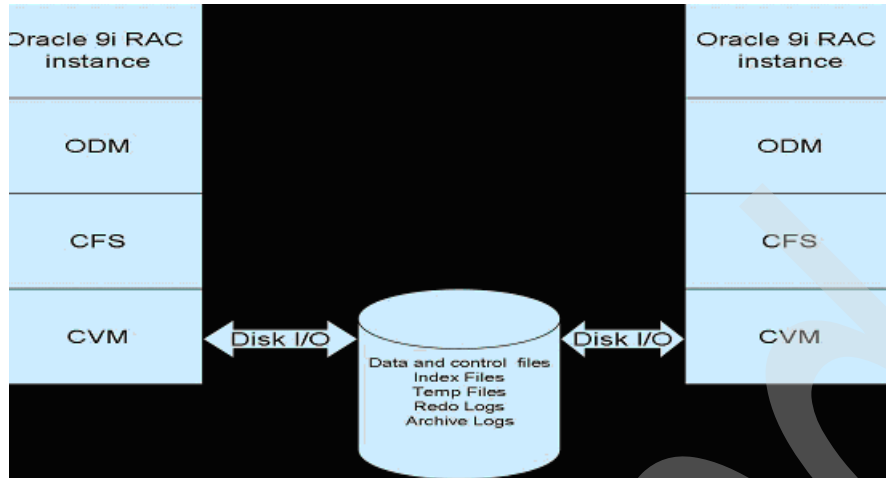 Oracle 9i RAC
instance
ODM
CFS
CVM
Disk I/O
Data and control files
Index Files
Temp Files
Redo Logs
Archive Logs
Disk I/O
Oracle 9i RAC
instance
ODM
CFS
CVM